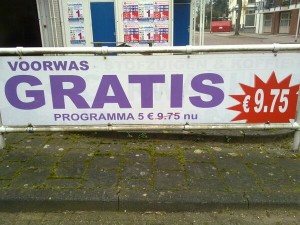 VOORWAS
GRATIS
PROGRAMMA 5 € 9.75 nu
€ 9.75